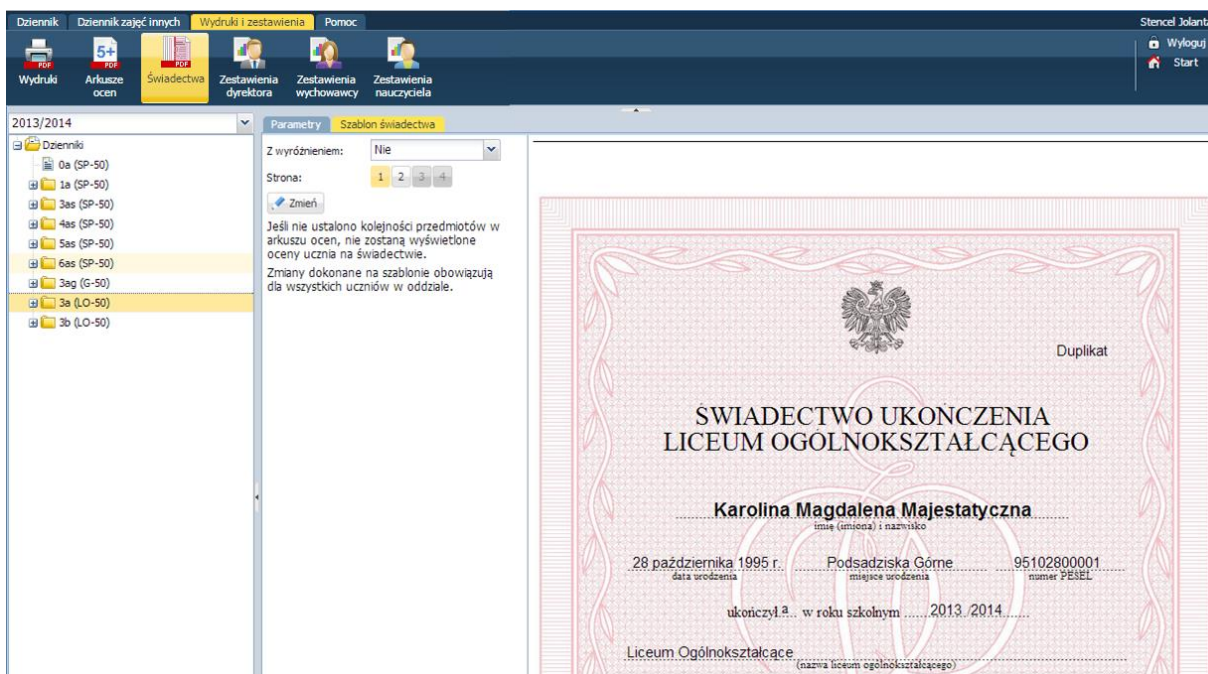 Dziennik Dziennik zajęć innych Wydruki i zestawienia Pomoc
Stencel Jolant
Wyloguj
Start
PDF
Wydruki
5+
PDF
Arkusze
ocen
PDF
Świadectwa
Zestawienia
dyrektora
Zestawienia
wychowawcy
Zestawienia
nauczyciela
2013/2014
Dzienniki
0a (SP-50)
1a (SP-50)
3as (SP-50)
4as (SP-50)
5as (SP-50)
6as (SP-50)
3ag (G-50)
3a (LO-50)
3b (LO-50)
Parametry Szablon świadectwa
Z wyróżnieniem: Nie
Strona: 1 2 3 4
Zmień
Jeśli nie ustalono kolejności przedmiotów w
arkuszu ocen, nie zostaną wyświetlone
oceny ucznia na świadectwie.
Zmiany dokonane na szablonie obowiązują
dla wszystkich uczniów w oddziale.
Duplikat
ŚWIADECTWO UKOŃCZENIA
LICEUM OGÓLNOKSZTAŁCĄCEGO
Karolina Magdalena Majestatyczna
imię (imiona) i nazwisko
28 października 1995 r. Podsadziska Górne 95102800001
data urodzenia miejsce urodzenia numer PESEL
ukończył.a... w roku szkolnym .......2013./2014.......
Liceum Ogólnokształcące
(nazwa liceum ogólnokształcącego)